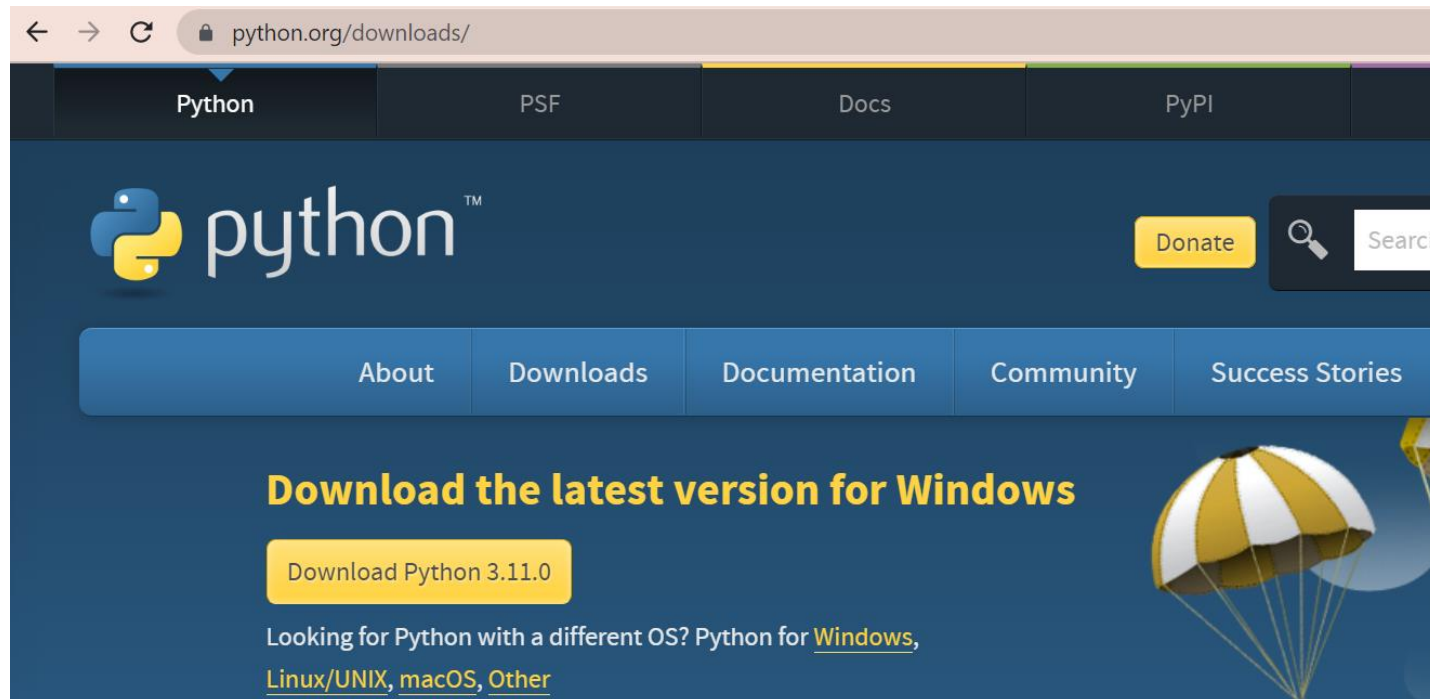 python.org/downloads/
Python PSF Docs PyPI
python™
Donate
About Downloads Documentation Community Success Stories
Download the latest version for Windows
Download Python 3.11.0
Looking for Python with a different OS? Python for Windows,
Linux/UNIX, macOS, Other